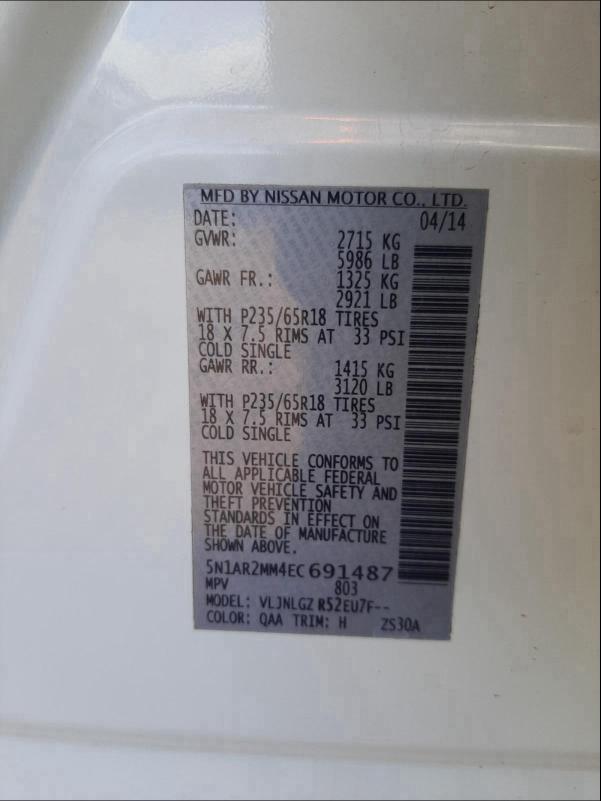 MFD BY NISSAN MOTOR CO., LTD.
DATE: 04/14
GVWR: 2715 KG
5986 LB
GAWR FR.: 1325 KG
2921 LB
WITH P235/65R18 TIRES
18 X 7.5 RIMS AT 33 PSI
COLD SINGLE
GAWR RR.: 1415 KG
3120 LB
WITH P235/65R18 TIRES
18 X 7.5 RIMS AT 33 PSI
COLD SINGLE
THIS VEHICLE CONFORMS TO
ALL APPLICABLE FEDERAL
MOTOR VEHICLE SAFETY AND
THEFT PREVENTION
STANDARDS IN EFFECT ON
THE DATE OF MANUFACTURE
SHOWN ABOVE.
5N1AR2MM4EC691487
MPV 803
MODEL: VLJNLGZ R52EU7F--
COLOR: QAA TRIM: H ZS30A